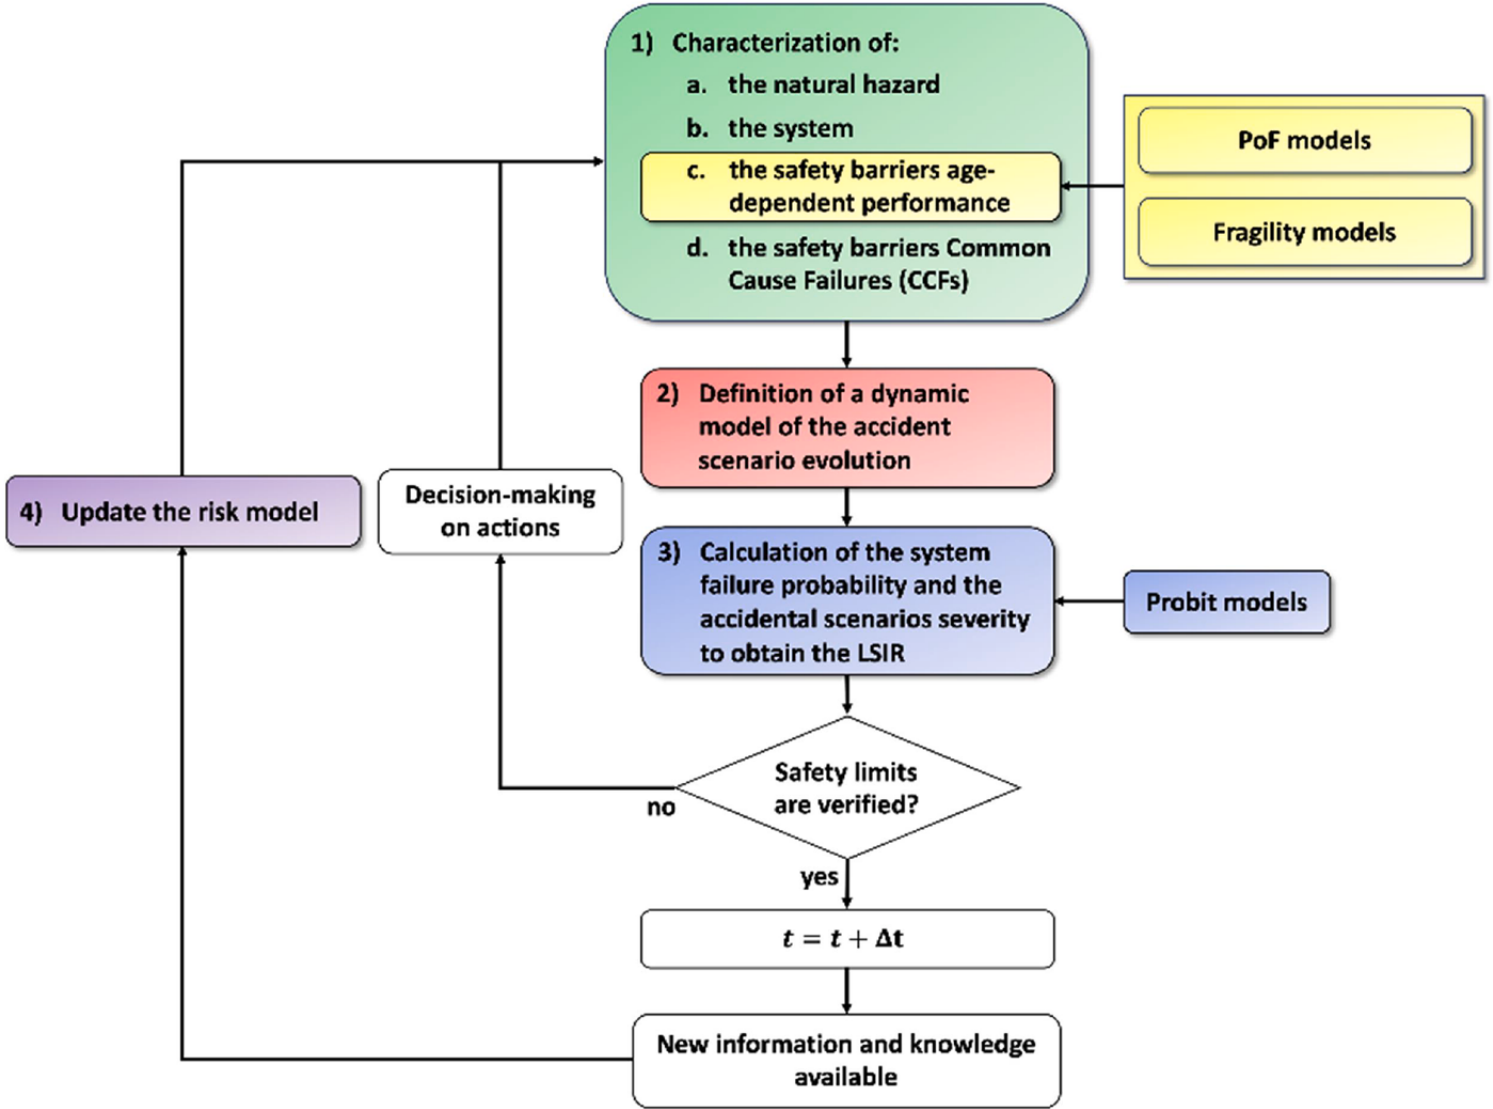 1) Characterization of:
a. the natural hazard
b. the system
c. the safety barriers age-
dependent performance
d. the safety barriers Common
Cause Failures (CCFs)
PoF models
Fragility models
2) Definition of a dynamic
model of the accident
scenario evolution
4) Update the risk model
Decision-making
on actions
3) Calculation of the system
failure probability and the
accidental scenarios severity
to obtain the LSIR
Probit models
Safety limits
are verified?
no
yes
t = t + Δt
New information and knowledge
available